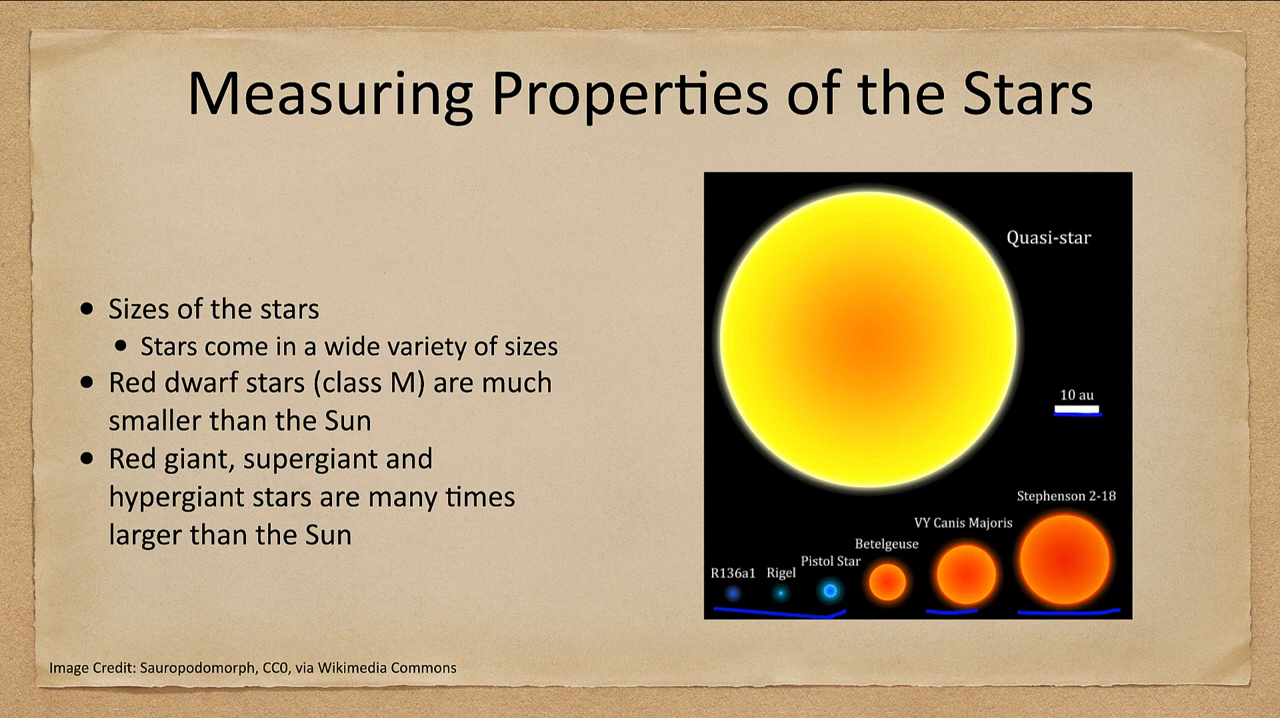 Measuring Properties of the Stars
• Sizes of the stars
• Stars come in a wide variety of sizes
• Red dwarf stars (class M) are much
smaller than the Sun
• Red giant, supergiant and
hypergiant stars are many times
larger than the Sun
Quasi-star
10 au
Stephenson 2-18
VY Canis Majoris
Betelgeuse
Pistol Star
Rigel
R136a1
Image Credit: Sauropodomorph, CC0, via Wikimedia Commons